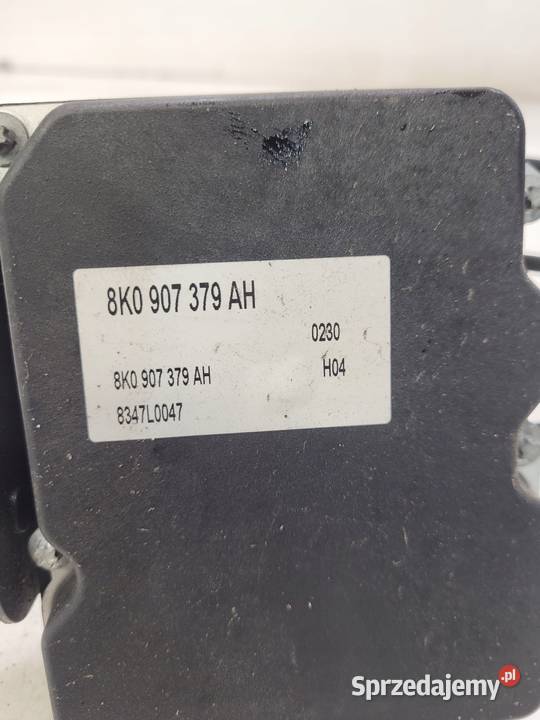 8K0 907 379 AH
0230
8K0 907 379 AH H04
8347L0047
Sprzedajemy.pl